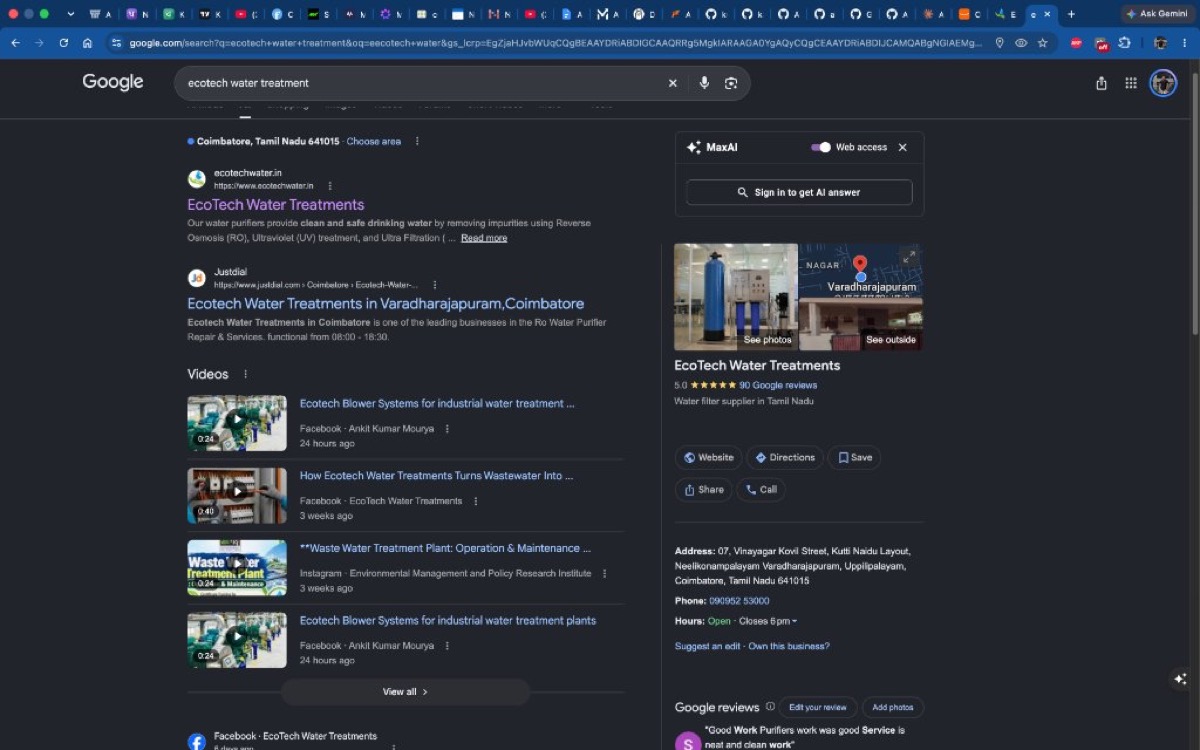 Ask Gemini
google.com/search?q=ecotech+water+treatment&oq=eecotech+water&gs_lcrp=
Google
ecotech water treatment
Coimbatore, Tamil Nadu 641015 · Choose area
ecotechwater.in
https://www.ecotechwater.in
EcoTech Water Treatments
Our water purifiers provide clean and safe drinking water by removing impurities using Reverse
Osmosis (RO), Ultraviolet (UV) treatment, and Ultra Filtration ( ... Read more
Jd
Justdial
https://www.justdial.com › Coimbatore › Ecotech-Water-...
Ecotech Water Treatments in Varadharajapuram,Coimbatore
Ecotech Water Treatments in Coimbatore is one of the leading businesses in the Ro Water Purifier
Repair & Services. functional from 08:00 - 18:30.
Videos
0:24
Ecotech Blower Systems for industrial water treatment ...
Facebook · Ankit Kumar Mourya
24 hours ago
0:40
How Ecotech Water Treatments Turns Wastewater Into ...
Facebook · EcoTech Water Treatments
3 weeks ago
Waste Water
Treatment Plant
& Maintenance
0:24
**Waste Water Treatment Plant: Operation & Maintenance ...
Instagram · Environmental Management and Policy Research Institute
3 weeks ago
0:24
Ecotech Blower Systems for industrial water treatment plants
Facebook · Ankit Kumar Mourya
24 hours ago
View all
Facebook · EcoTech Water Treatments
6 days ago
MaxAI
Web access
Sign in to get AI answer
NAGAR
Varadharajapuram
See photos
See outside
EcoTech Water Treatments
5.0 ★★★★★ 90 Google reviews
Water filter supplier in Tamil Nadu
Website
Directions
Save
Share
Call
Address: 07, Vinayagar Kovil Street, Kutti Naidu Layout,
Neelikonampalayam Varadharajapuram, Uppilipalayam,
Coimbatore, Tamil Nadu 641015
Phone: 090952 53000
Hours: Open · Closes 6 pm
Suggest an edit · Own this business?
Google reviews
Edit your review
Add photos
S
"Good Work Purifiers work was good Service is
neat and clean work"